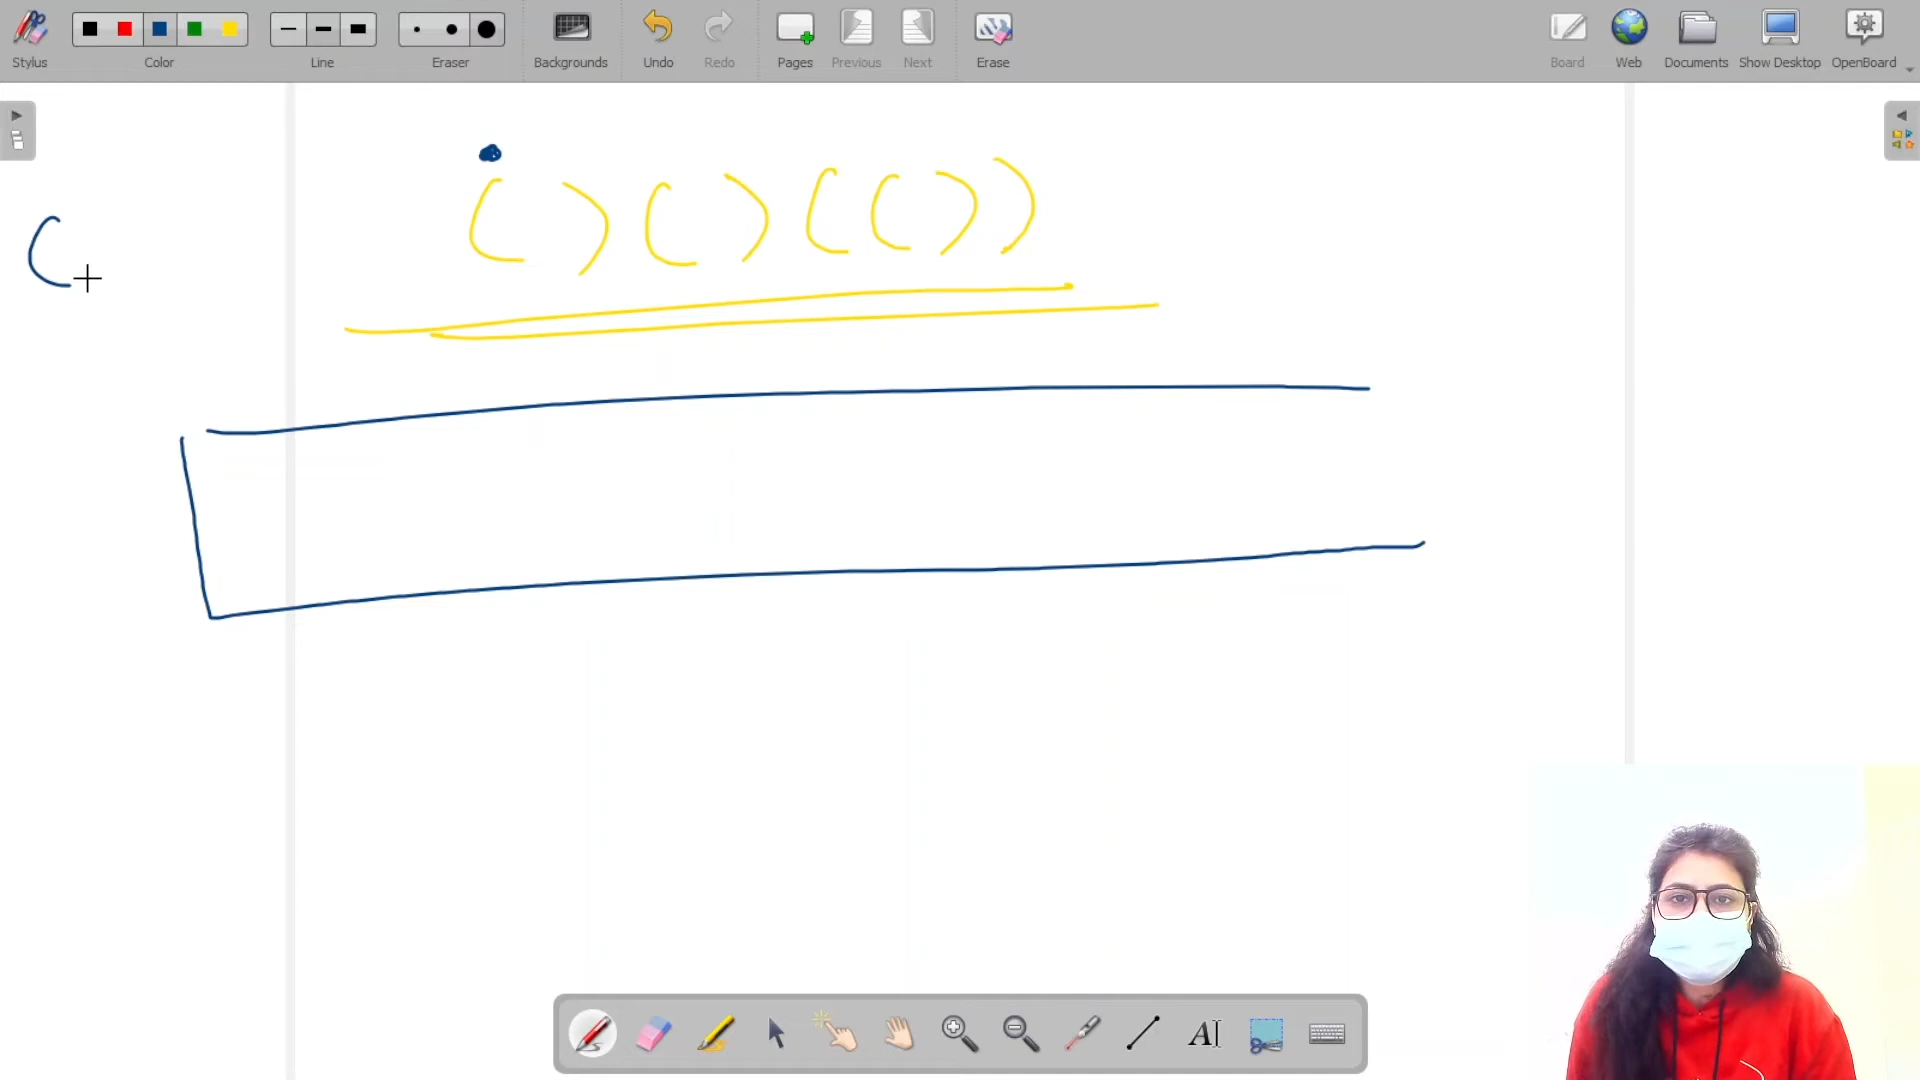 Stylus Color Line Eraser Backgrounds Undo Redo Pages Previous Next Erase Board Web Documents Show Desktop OpenBoard
( ) ( ) ( ( ) )
(
A